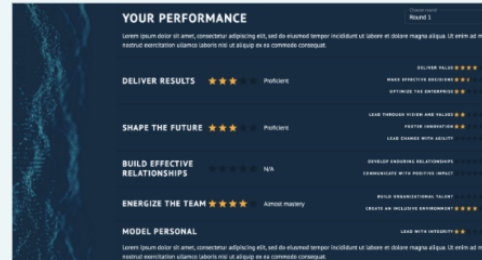 YOUR PERFORMANCE
Choose round
Round 1
Lorem ipsum dolor sit amet, consectetur adipiscing elit, sed do eiusmod tempor incididunt ut labore et dolore magna aliqua. Ut enim ad m
nostrud exercitation ullamco laboris nisi ut aliquip ex ea commodo consequat.
DELIVER RESULTS Proficient
DELIVER VALUE
MAKE EFFECTIVE DECISIONS
OPTIMIZE THE ENTERPRISE
SHAPE THE FUTURE Proficient
LEAD THROUGH VISION AND VALUES
FOSTER INNOVATION
LEAD CHANGE WITH AGILITY
BUILD EFFECTIVE
RELATIONSHIPS N/A
DEVELOP ENDURING RELATIONSHIPS
COMMUNICATE WITH POSITIVE IMPACT
ENERGIZE THE TEAM Almost mastery
BUILD ORGANIZATIONAL TALENT
CREATE AN INCLUSIVE ENVIRONMENT
MODEL PERSONAL
LEAD WITH INTEGRITY
Lorem ipsum dolor sit amet, consectetur adipiscing elit, sed do eiusmod tempor incididunt ut labore et dolore magna aliqua. Ut enim ad m
nostrud exercitation ullamco laboris nisi ut aliquip ex ea commodo consequat.